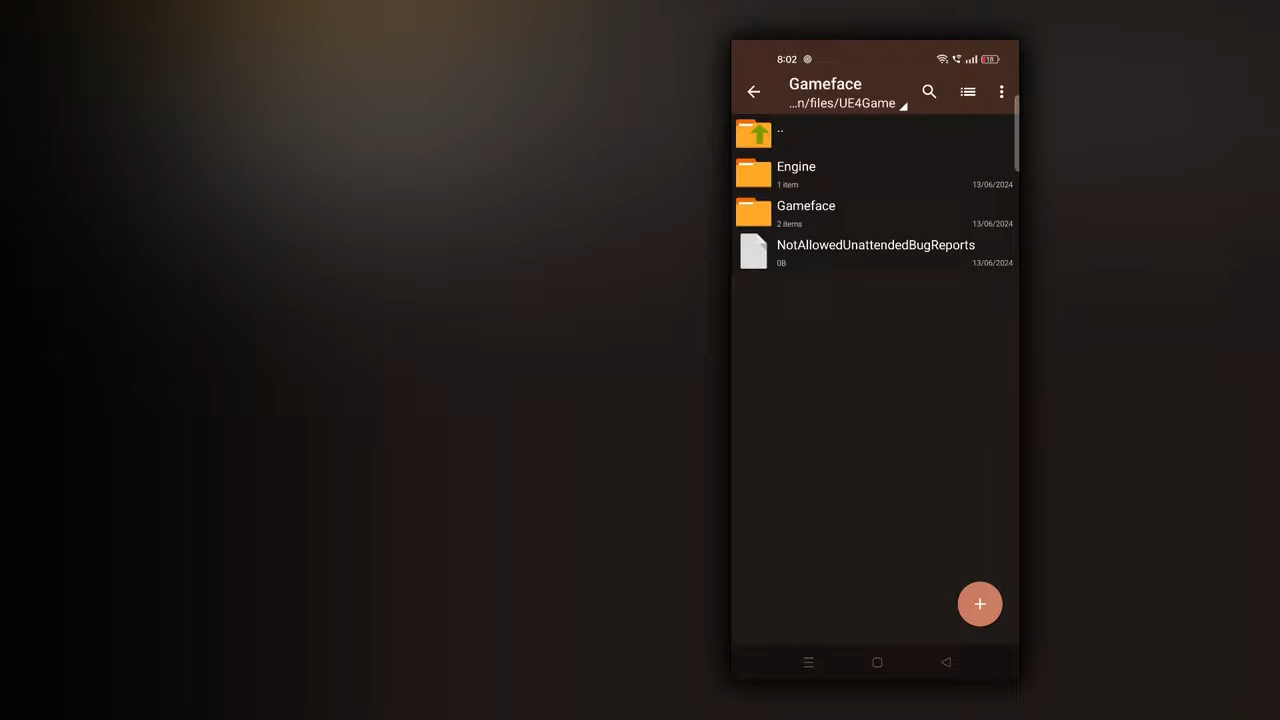 8:02
18
Gameface
...n/files/UE4Game
..
Engine
1 item 13/06/2024
Gameface
2 items 13/06/2024
NotAllowedUnattendedBugReports
0B 13/06/2024